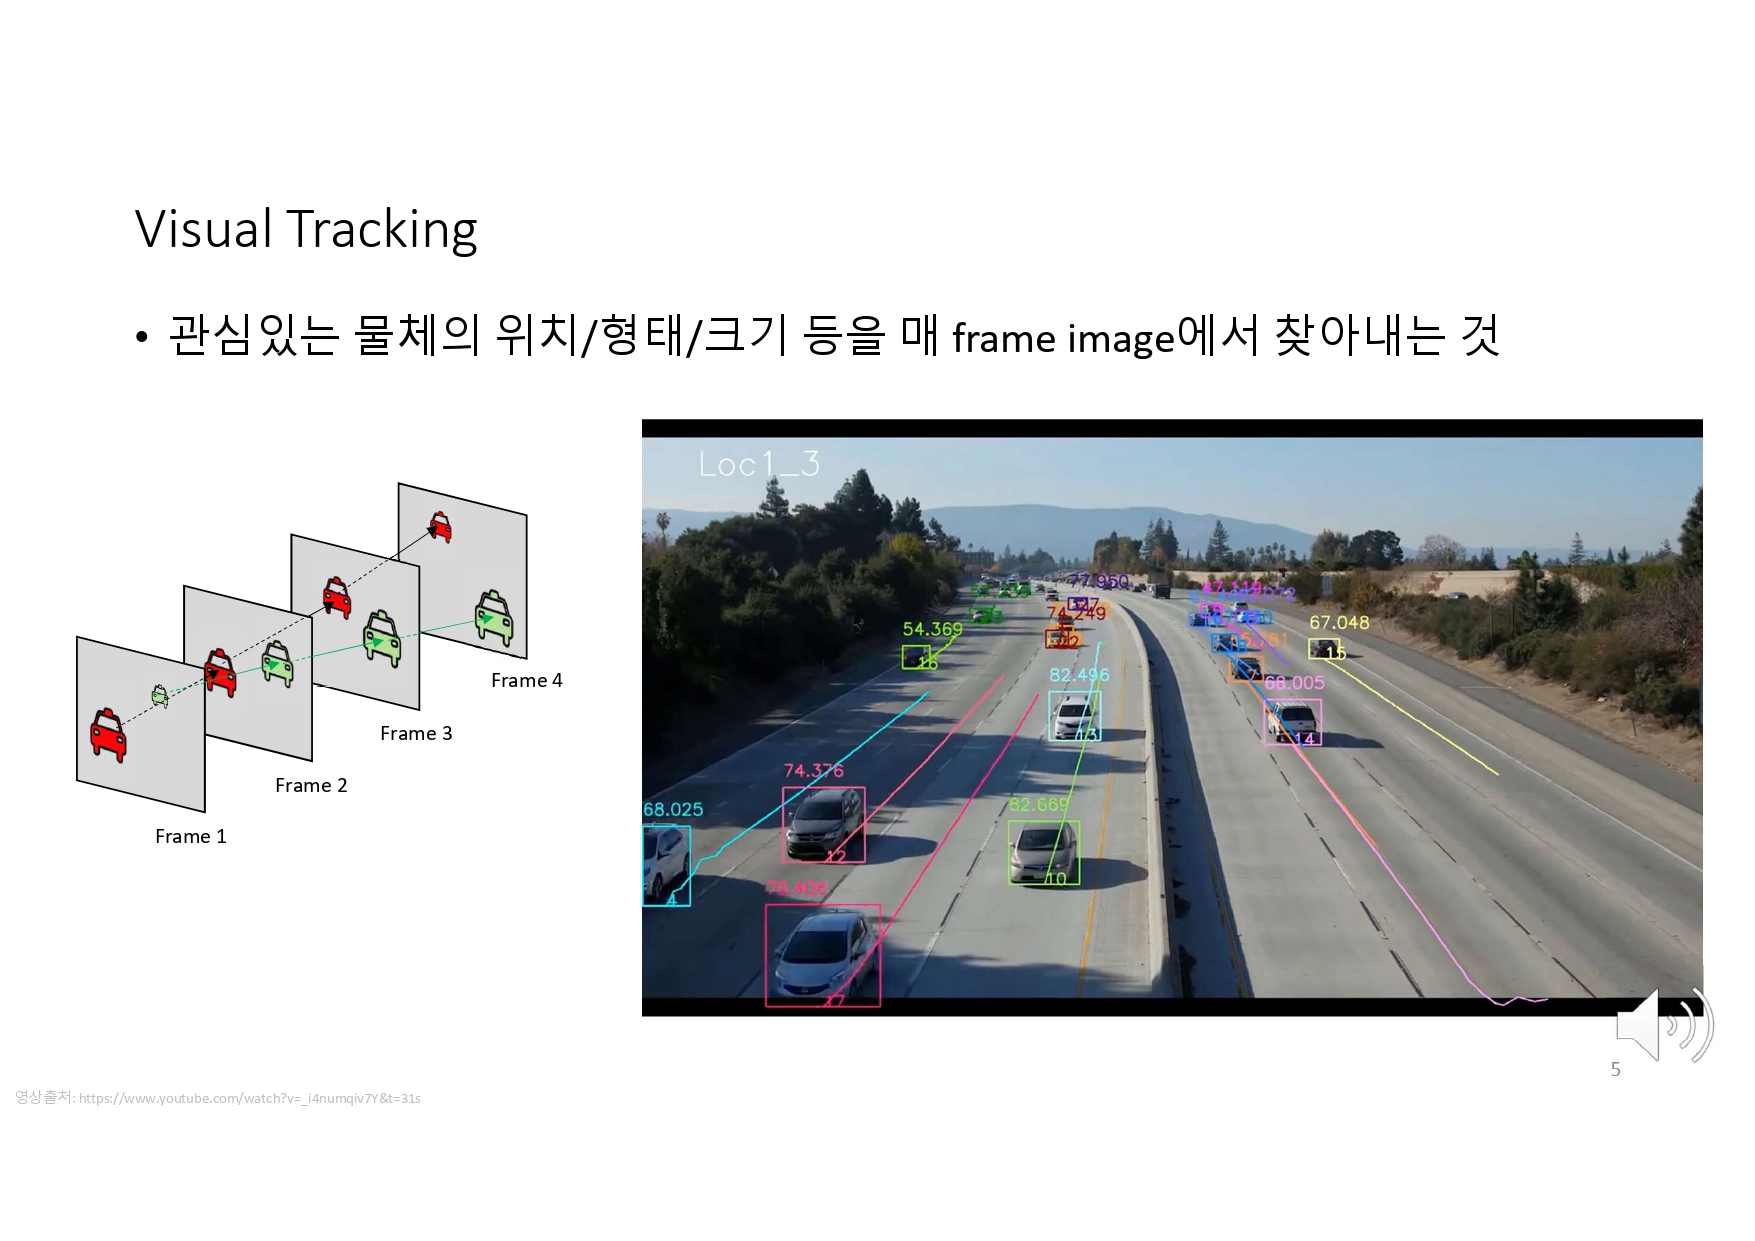 Visual Tracking
• 관심있는 물체의 위치/형태/크기 등을 매 frame image에서 찾아내는 것
Frame 1
Frame 2
Frame 3
Frame 4
Loc1_3
77.950
74.249
54.369
16
67.048
15
82.496
13
68.005
14
74.376
12
82.669
10
68.025
4
17
5
영상출처: https://www.youtube.com/watch?v=_i4numqiv7Y&t=31s